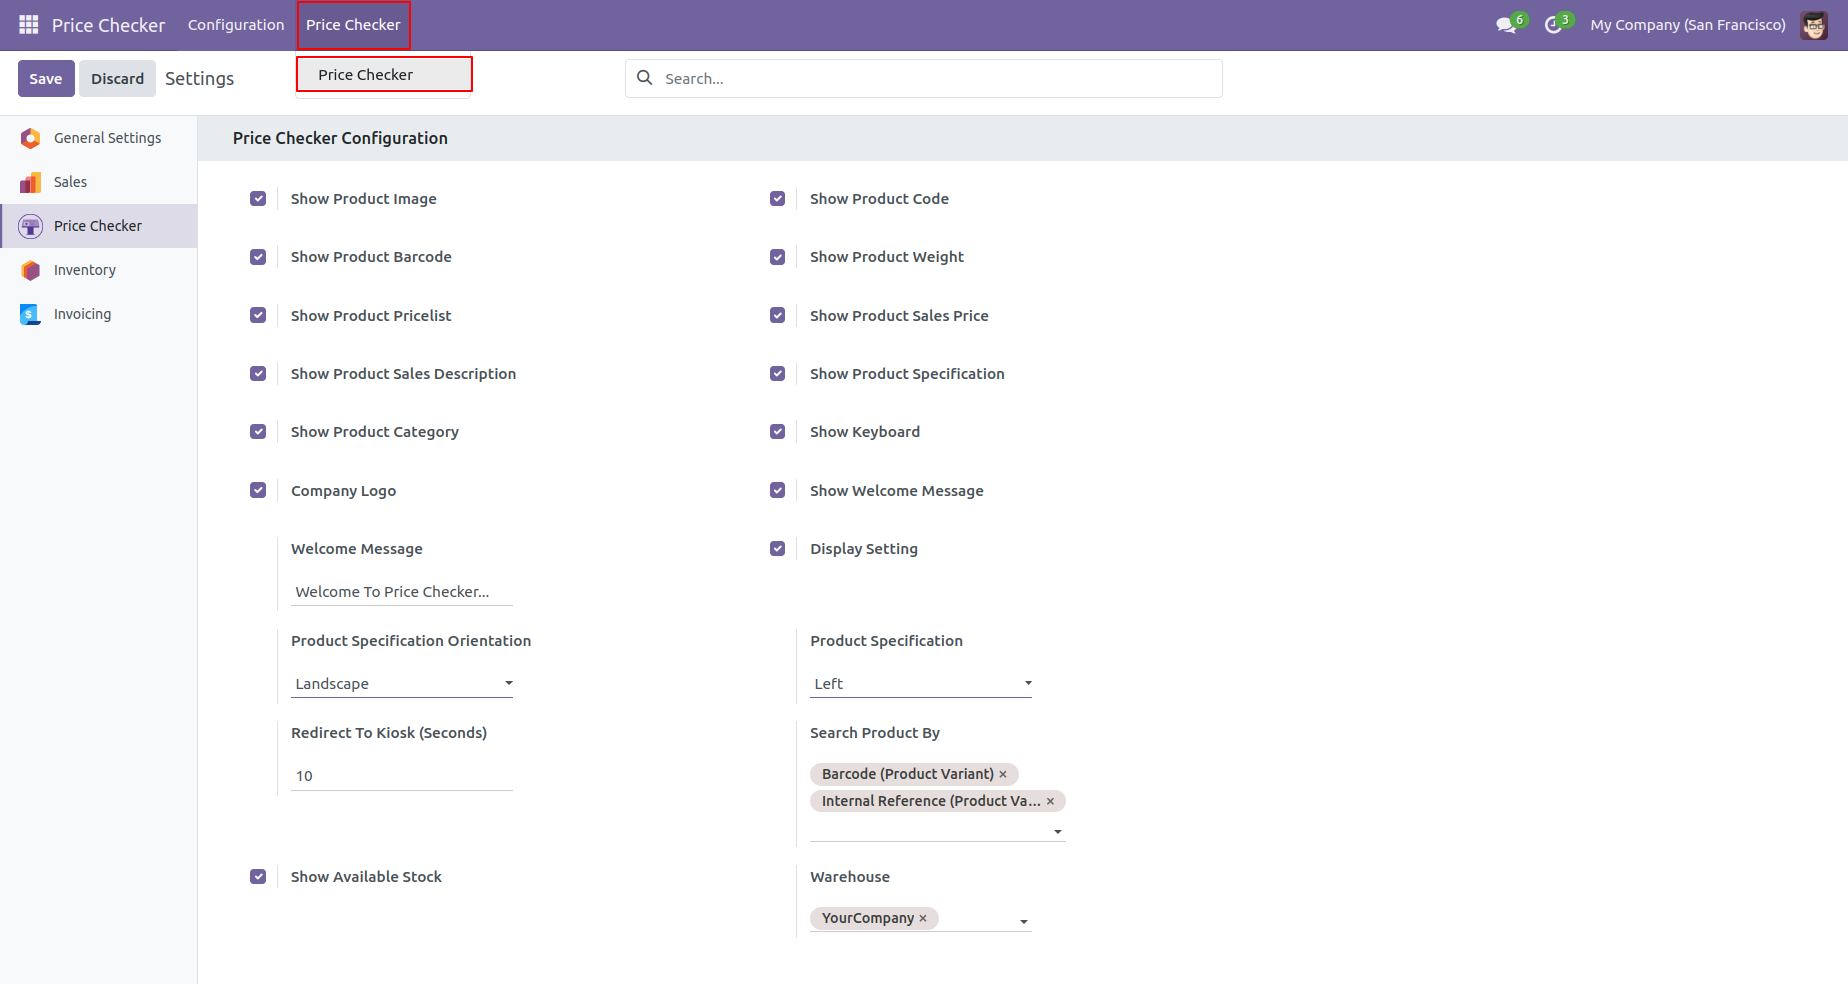 Price Checker Configuration Price Checker 6 3 My Company (San Francisco)
Save Discard Settings Price Checker Search...
General Settings
Sales
Price Checker
Inventory
Invoicing
Price Checker Configuration
Show Product Image Show Product Code
Show Product Barcode Show Product Weight
Show Product Pricelist Show Product Sales Price
Show Product Sales Description Show Product Specification
Show Product Category Show Keyboard
Company Logo Show Welcome Message
Welcome Message Display Setting
Welcome To Price Checker...
Product Specification Orientation Product Specification
Landscape Left
Redirect To Kiosk (Seconds) Search Product By
10 Barcode (Product Variant) ×
Internal Reference (Product Va... ×
Show Available Stock Warehouse
YourCompany ×